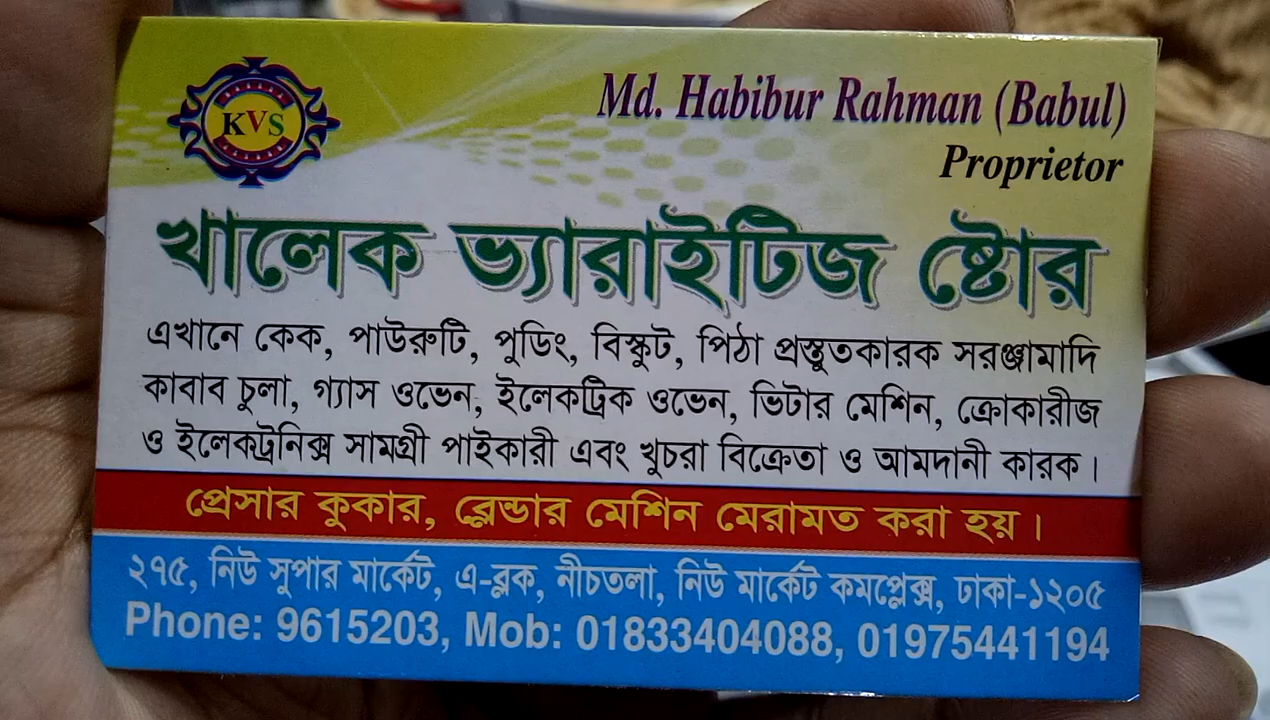 KVS
Md. Habibur Rahman (Babul)
Proprietor
খালেক ভ্যারাইটিজ ষ্টোর
এখানে কেক, পাউরুটি, পুডিং, বিস্কুট, পিঠা প্রস্তুতকারক সরঞ্জামাদি
কাবাব চুলা, গ্যাস ওভেন, ইলেকট্রিক ওভেন, ভিটার মেশিন, ক্রোকারীজ
ও ইলেকট্রনিক্স সামগ্রী পাইকারী এবং খুচরা বিক্রেতা ও আমদানী কারক।
প্রেসার কুকার, ব্লেন্ডার মেশিন মেরামত করা হয়।
২৭৫, নিউ সুপার মার্কেট, এ-ব্লক, নীচতলা, নিউ মার্কেট কমপ্লেক্স, ঢাকা-১২০৫
Phone: 9615203, Mob: 01833404088, 01975441194